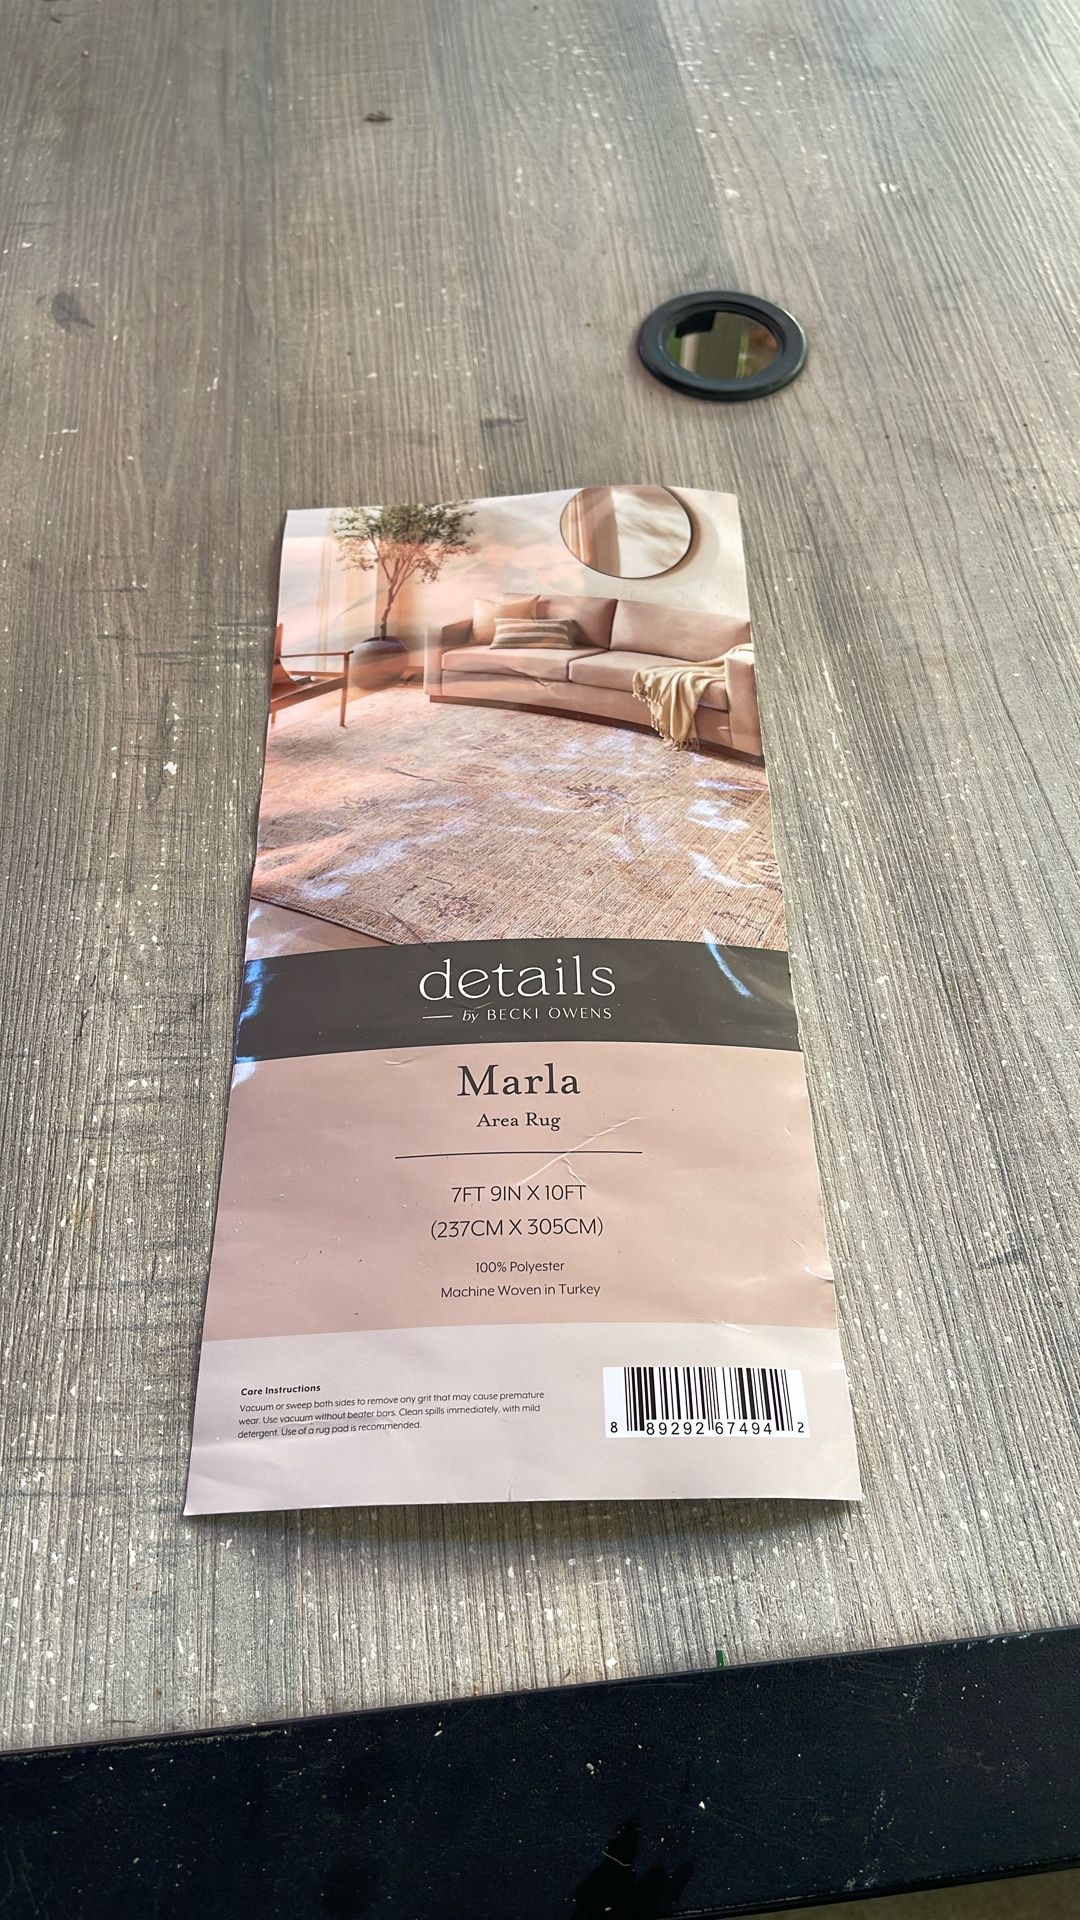 details
by BECKI OWENS
Marla
Area Rug
7FT 9IN X 10FT
(237CM X 305CM)
100% Polyester
Machine Woven in Turkey
Care Instructions
Vacuum or sweep both sides to remove any grit that may cause premature
wear. Use vacuum without beater bars. Clean spills immediately, with mild
detergent. Use of a rug pad is recommended.
8 89292 67494 2